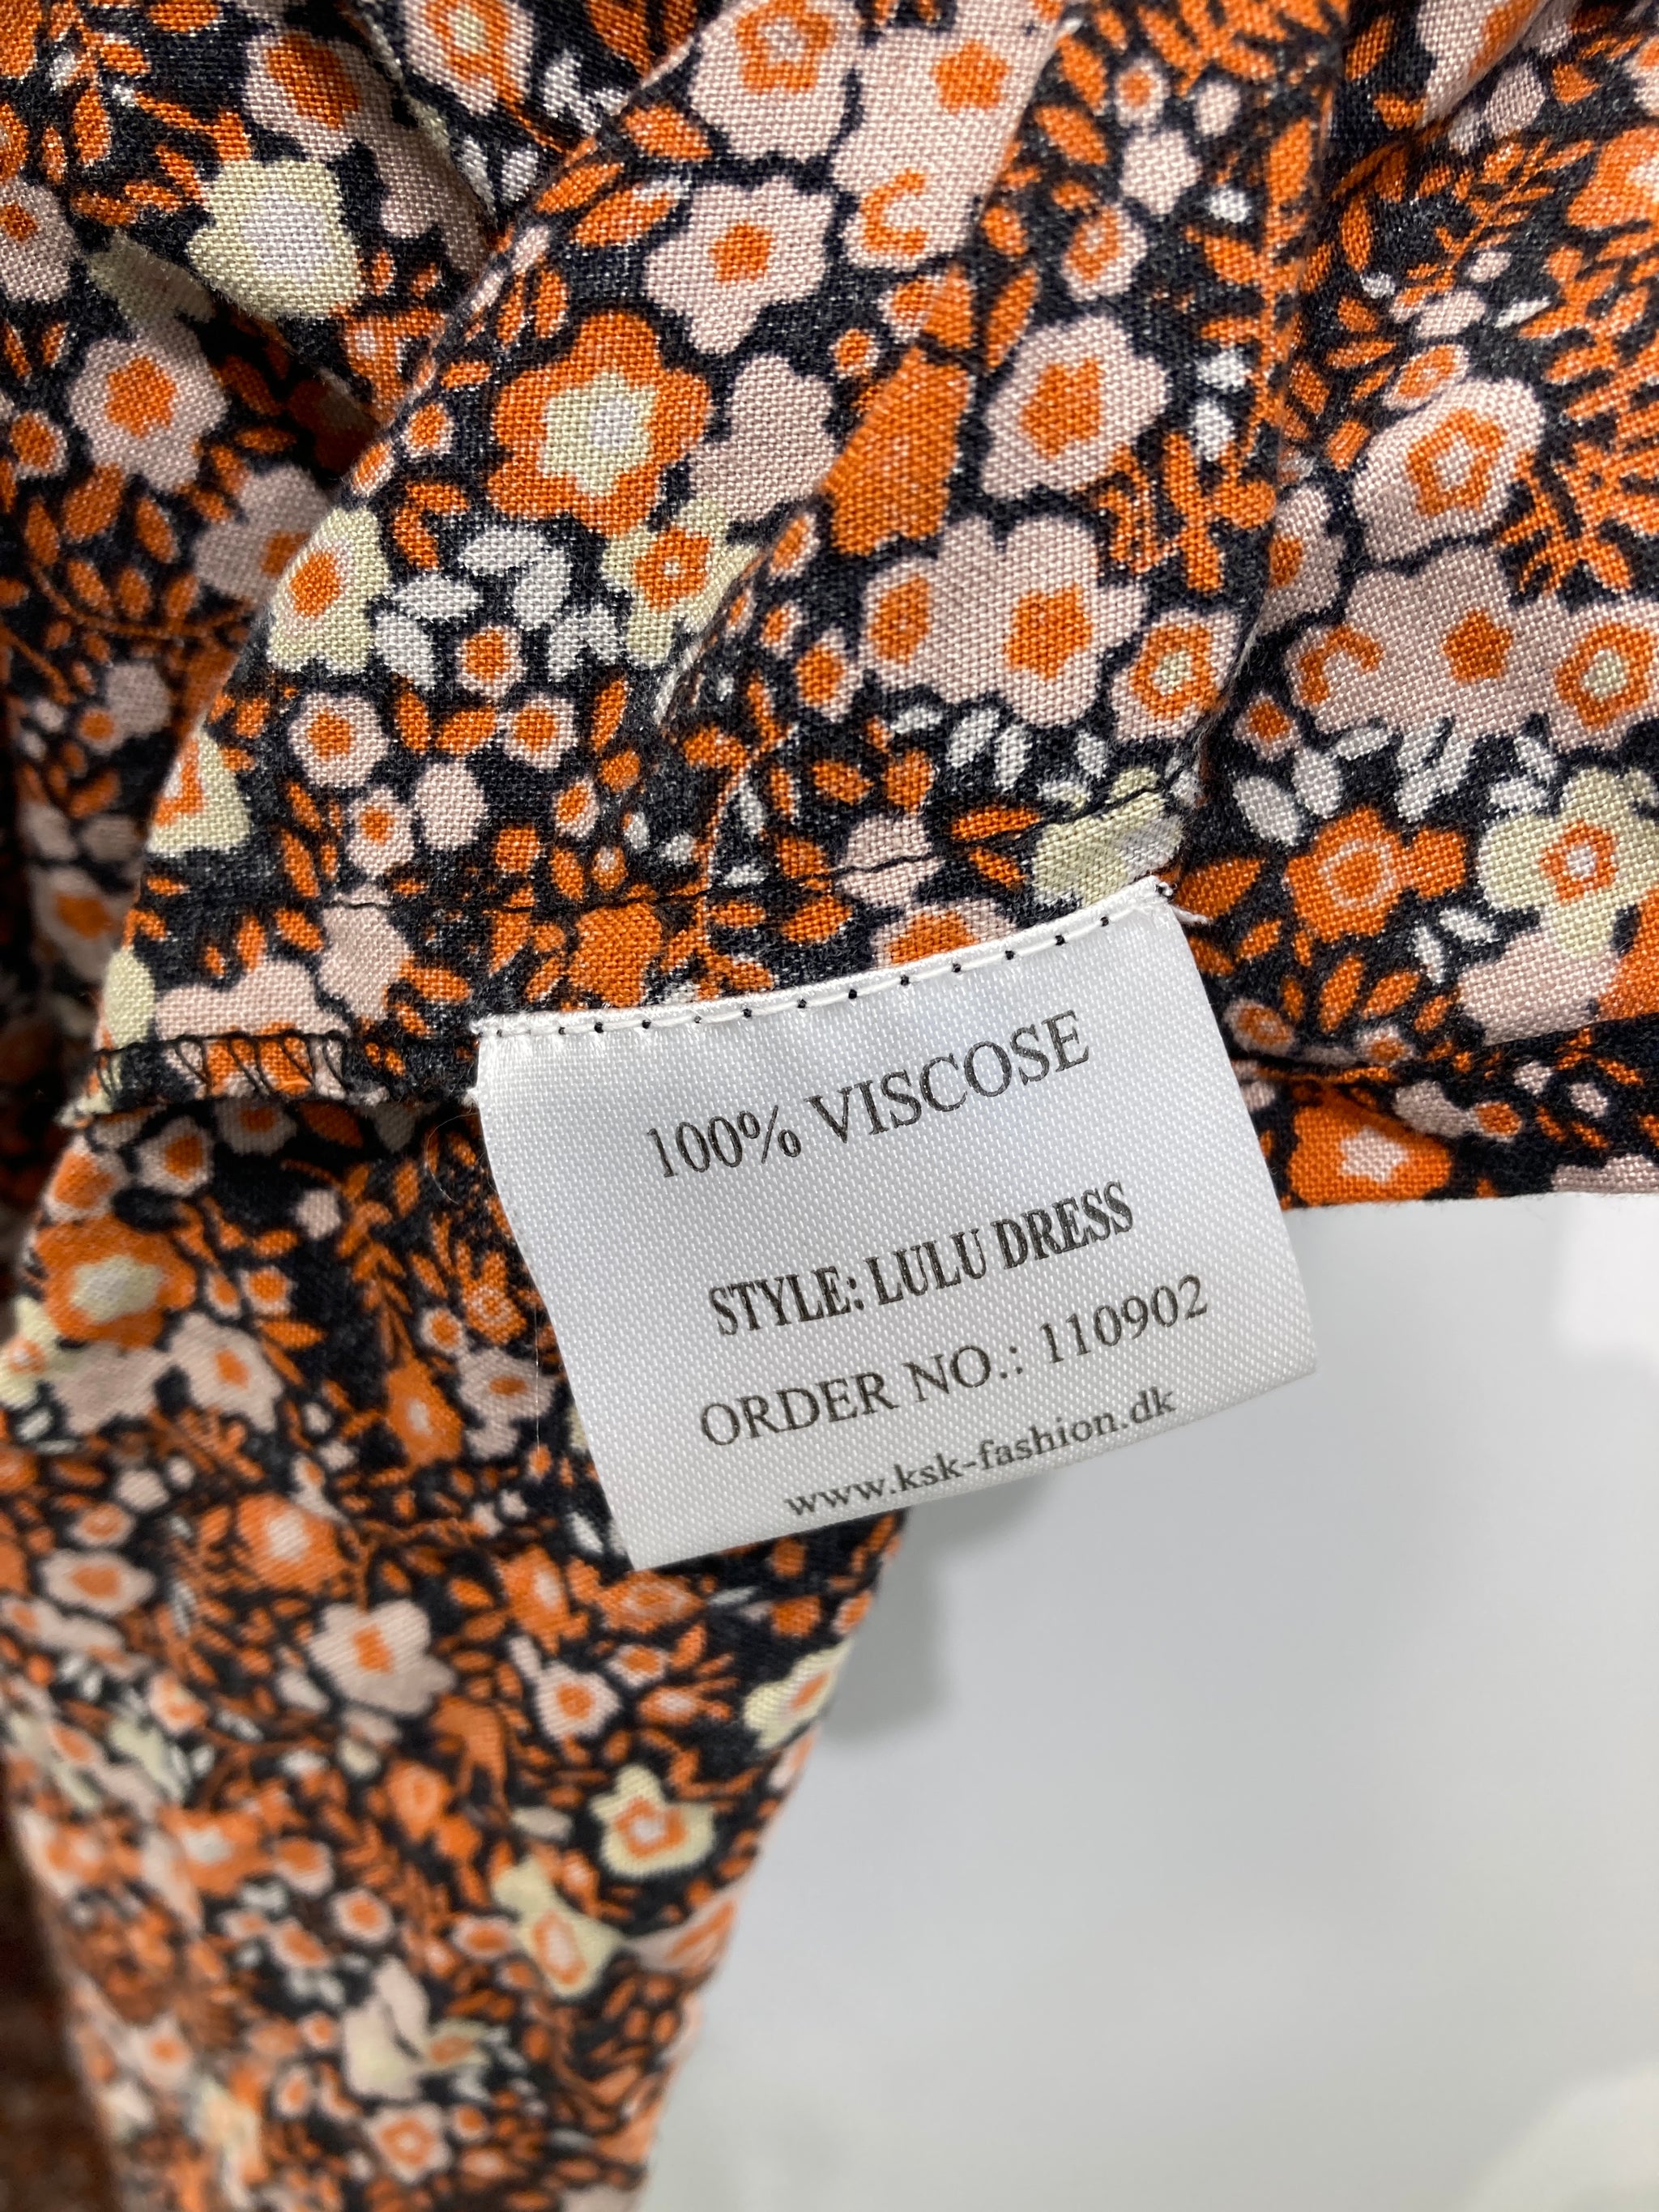 100% VISCOSE
STYLE: LULU DRESS
ORDER NO.: 110902
www.ksk-fashion.dk